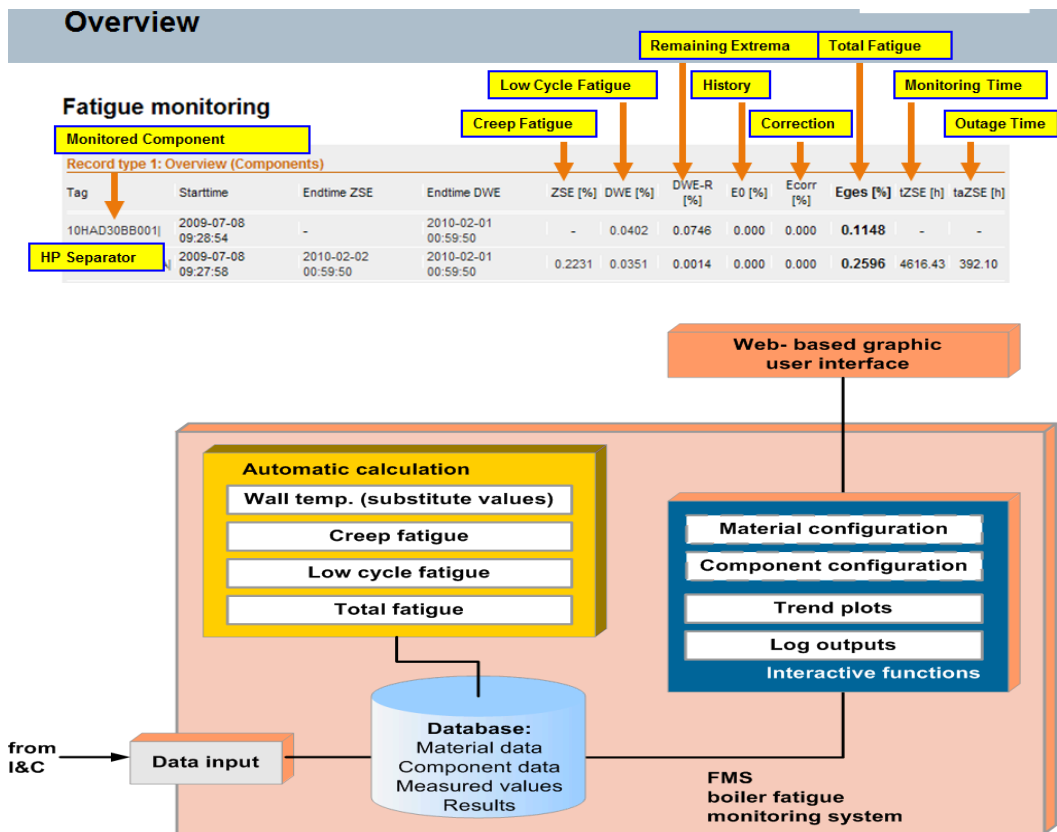 Overview
Remaining Extrema
Total Fatigue
Low Cycle Fatigue
History
Monitoring Time
Fatigue monitoring
Creep Fatigue
Correction
Outage Time
Monitored Component
Record type 1: Overview (Components)
Tag Starttime Endtime ZSE Endtime DWE ZSE [%] DWE [%] DWE-R [%] E0 [%] Ecorr [%] Eges [%] tZSE [h] taZSE [h]
10HAD30BB001| 2009-07-08 09:28:54 - 2010-02-01 00:59:50 - 0.0402 0.0746 0.000 0.000 0.1148 - -
HP Separator
2009-07-08 09:27:58 2010-02-02 00:59:50 2010-02-01 00:59:50 0.2231 0.0351 0.0014 0.000 0.000 0.2596 4616.43 392.10
Web- based graphic
user interface
Automatic calculation
Wall temp. (substitute values)
Creep fatigue
Low cycle fatigue
Total fatigue
Material configuration
Component configuration
Trend plots
Log outputs
Interactive functions
from
I&C
Data input
Database:
Material data
Component data
Measured values
Results
FMS
boiler fatigue
monitoring system